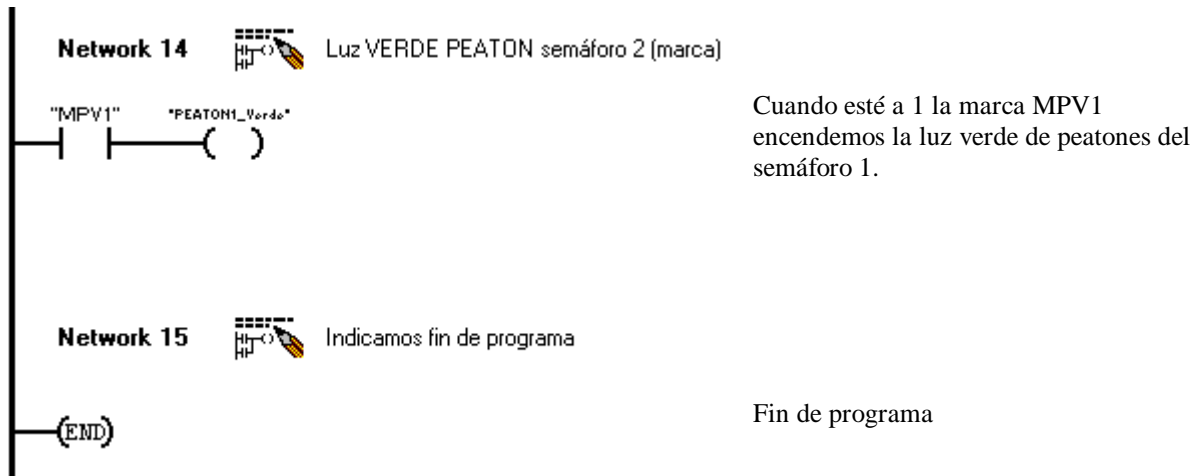 Network 14 Luz VERDE PEATON semáforo 2 (marca)
"MPV1" "PEATON1_Verde"
Cuando esté a 1 la marca MPV1
encendemos la luz verde de peatones del
semáforo 1.
Network 15 Indicamos fin de programa
(END)
Fin de programa